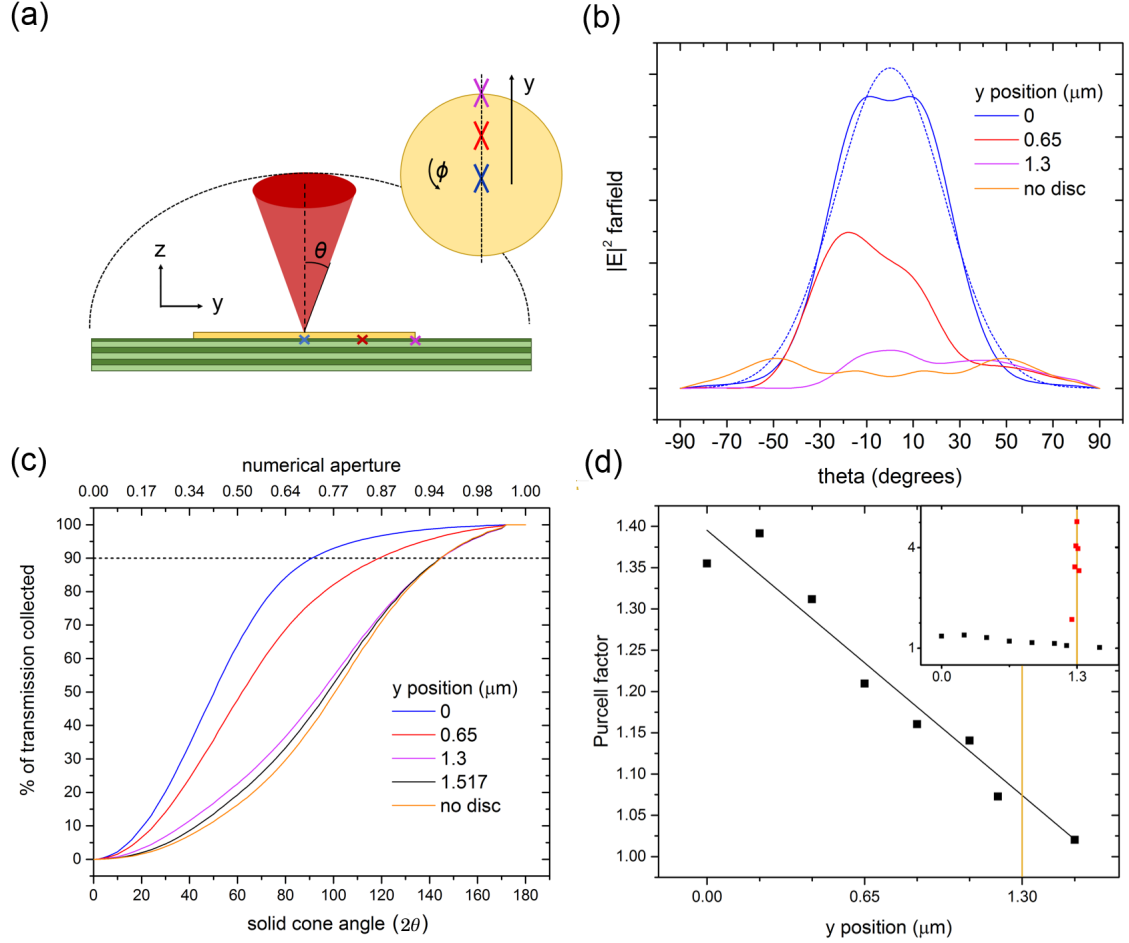 (a)
y
ϕ
θ
z
y
(b)
y position (μm)
0
0.65
1.3
no disc
|E|² farfield
-90 -70 -50 -30 -10 10 30 50 70 90
theta (degrees)
(c)
numerical aperture
0.00 0.17 0.34 0.50 0.64 0.77 0.87 0.94 0.98 1.00
100
90
80
70
60
50
40
30
20
10
0
% of transmission collected
y position (μm)
0
0.65
1.3
1.517
no disc
0 20 40 60 80 100 120 140 160 180
solid cone angle (2θ)
(d)
1.40
1.35
1.30
1.25
1.20
1.15
1.10
1.05
1.00
Purcell factor
4
1
0.0 1.3
0.00 0.65 1.30
y position (μm)